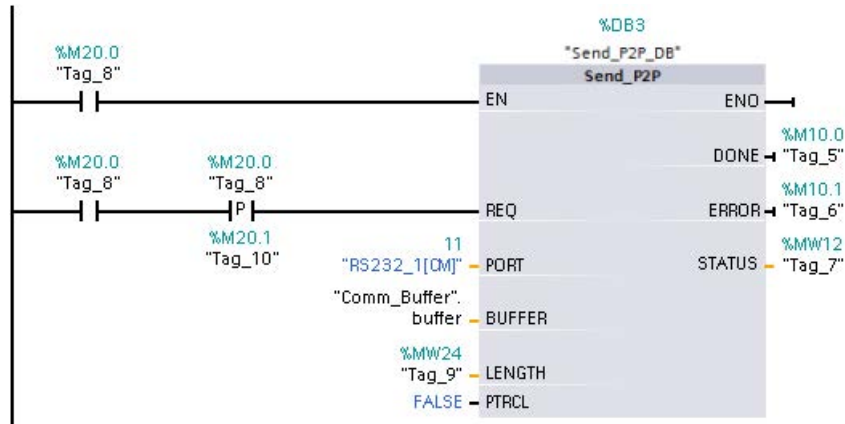 %DB3
%M20.0
"Send_P2P_DB"
"Tag_8"
Send_P2P
EN
ENO
%M10.0
%M20.0
%M20.0
DONE
"Tag_5"
"Tag_8"
"Tag_8"
%M10.1
P
REQ
ERROR
"Tag_6"
%M20.1
11
%MW12
"Tag_10"
"RS232_1[CM]"
PORT
STATUS
"Tag_7"
"Comm_Buffer".
buffer
BUFFER
%MW24
"Tag_9"
LENGTH
FALSE
PTRCL